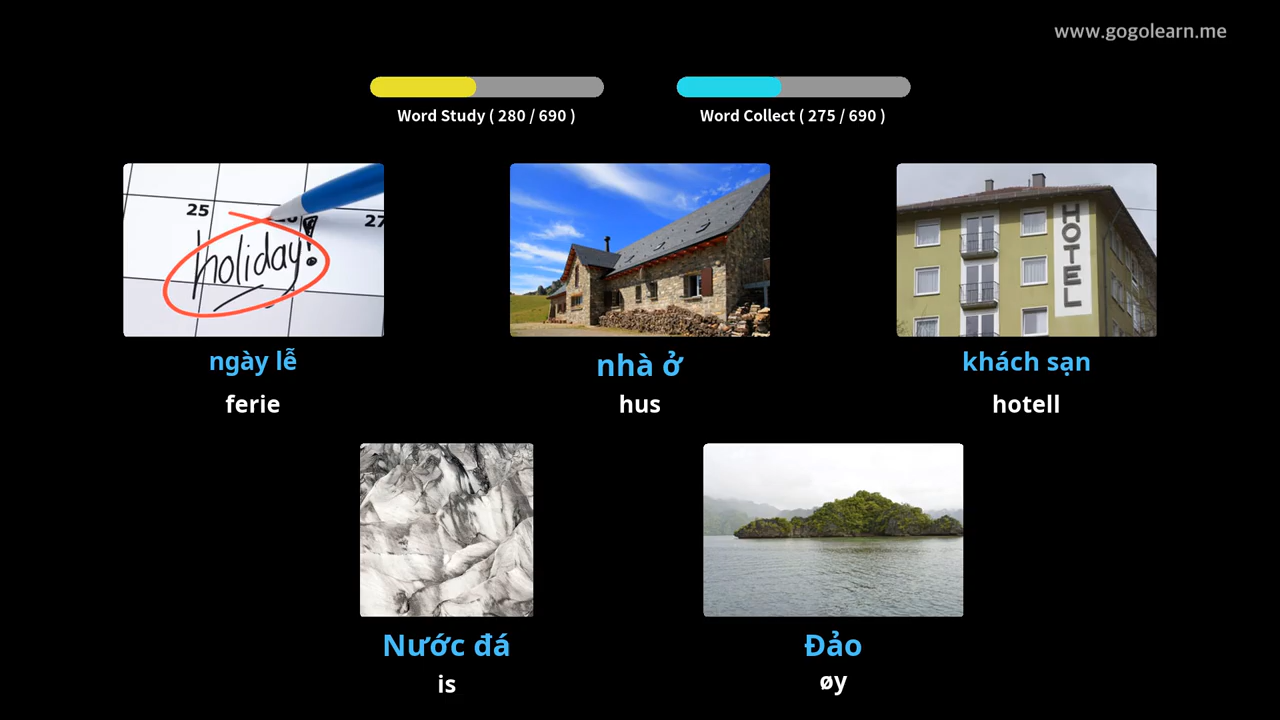 www.gogolearn.me
Word Study ( 280 / 690 )
Word Collect ( 275 / 690 )
25
27
holiday!
HOTEL
ngày lễ
nhà ở
khách sạn
ferie
hus
hotell
Nước đá
Đảo
is
øy